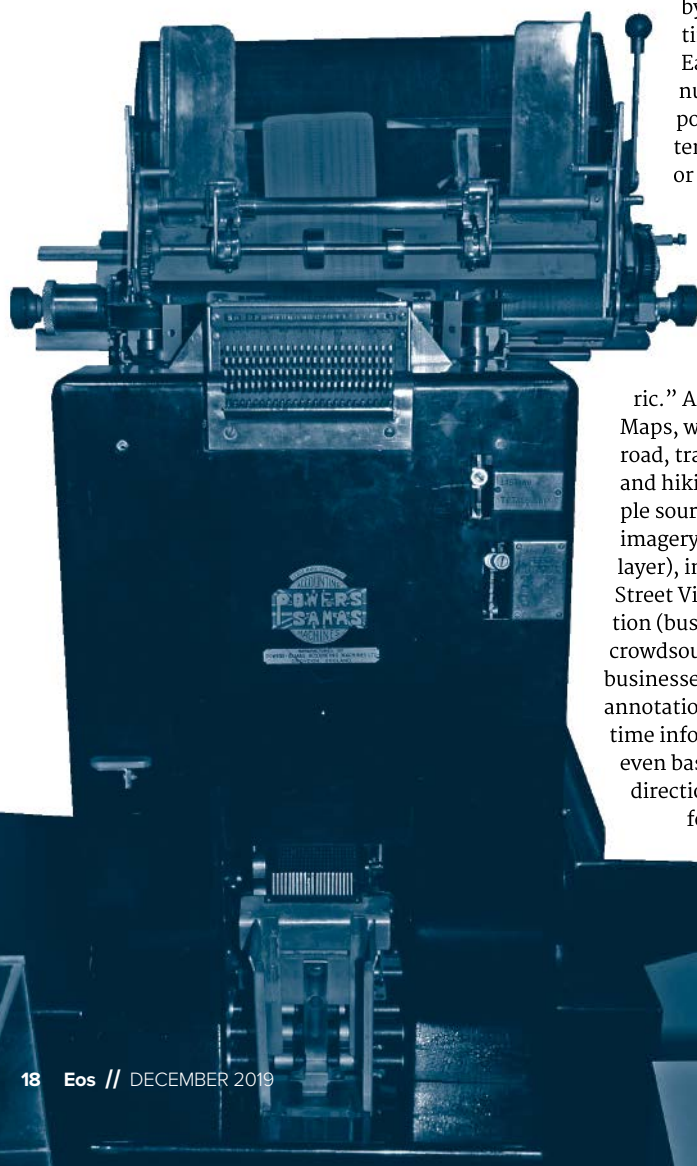 by
ti
Ea
nu
po
ter
or
ric.” A
Maps, w
road, tra
and hiki
ple sour
imagery
layer), in
Street Vi
tion (bus
crowdsou
businesse
annotatio
time info
even bas
directio
fo
ACCOUNTING
POWERS
SAMAS
MACHINES
18 Eos // DECEMBER 2019